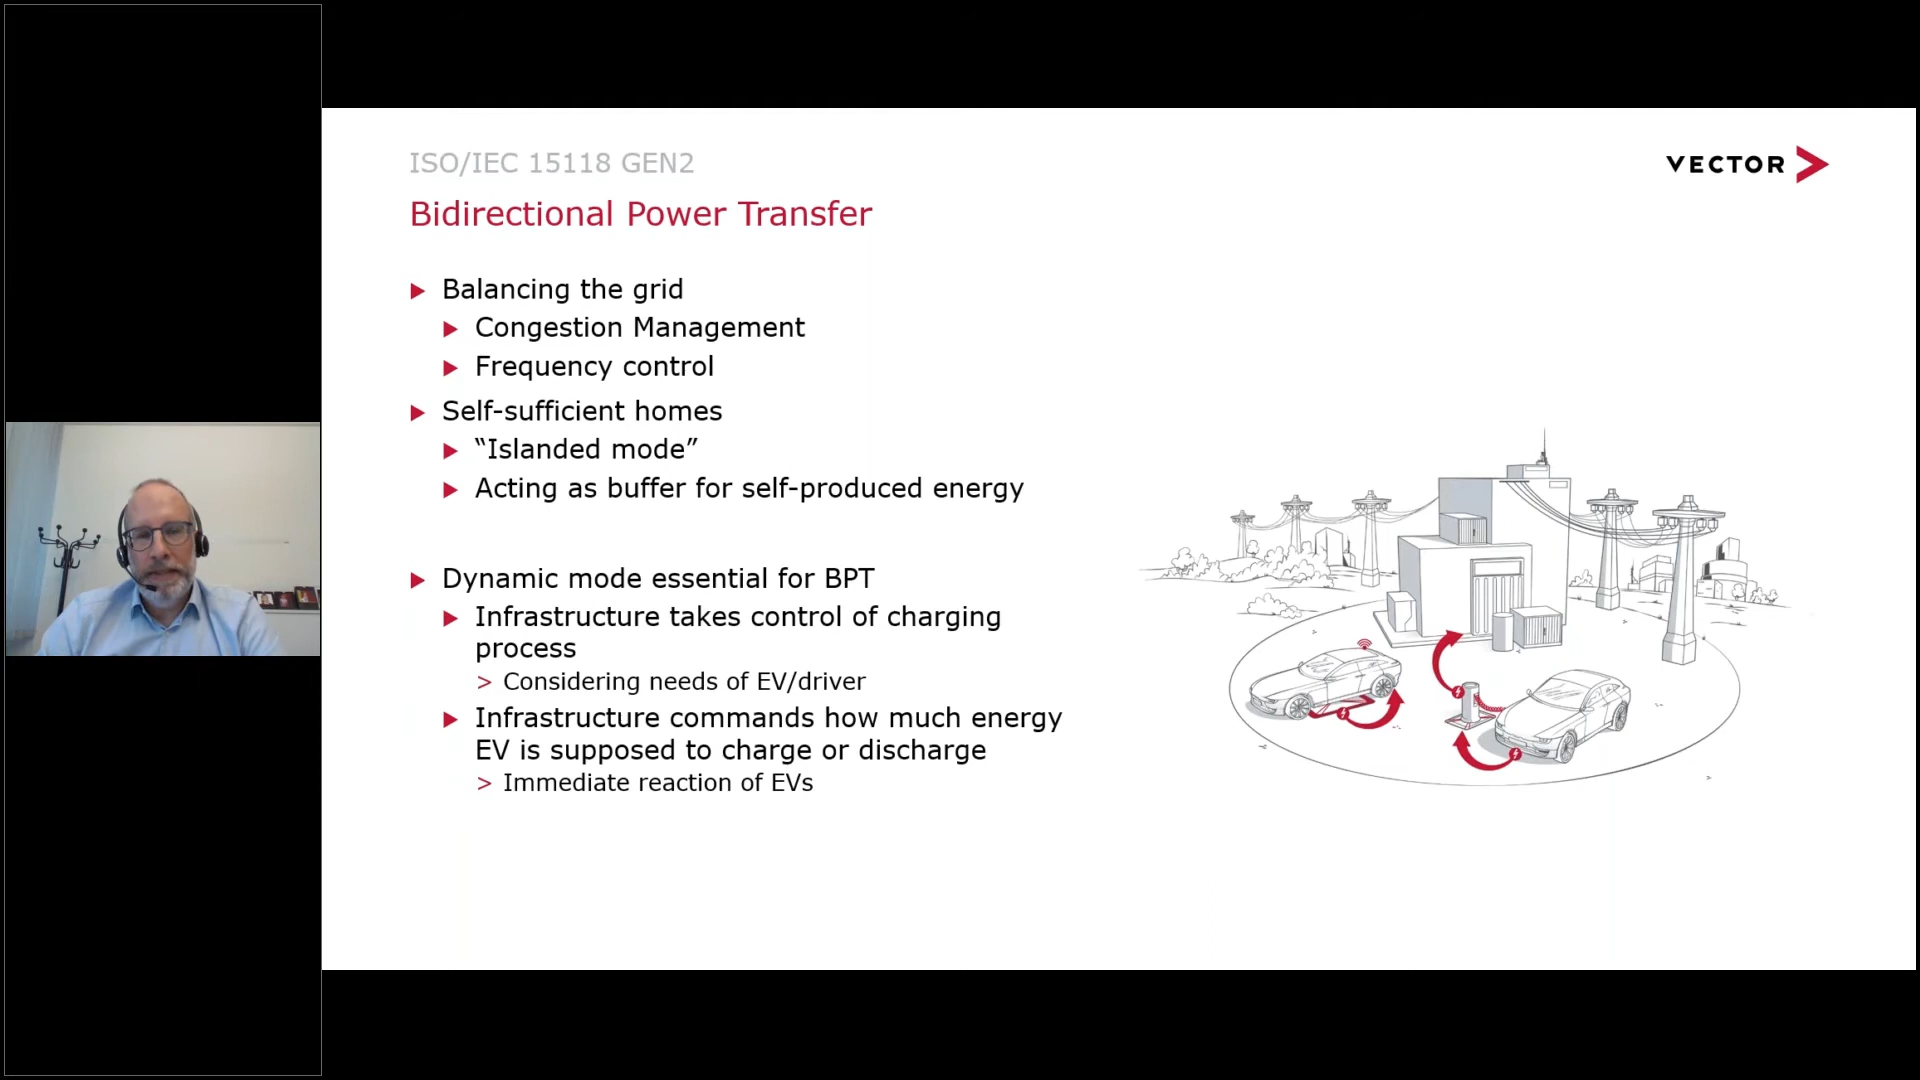 ISO/IEC 15118 GEN2
VECTOR
Bidirectional Power Transfer
Balancing the grid
Congestion Management
Frequency control
Self-sufficient homes
“Islanded mode”
Acting as buffer for self-produced energy
Dynamic mode essential for BPT
Infrastructure takes control of charging
process
> Considering needs of EV/driver
Infrastructure commands how much energy
EV is supposed to charge or discharge
> Immediate reaction of EVs